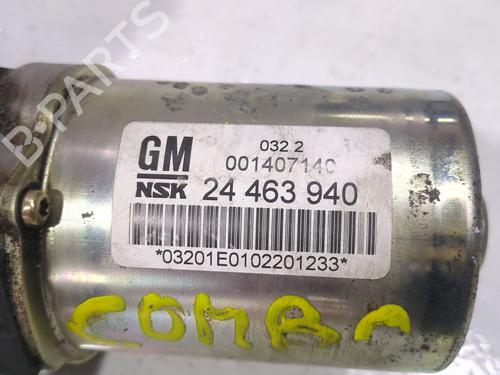 B-PARTS
032 2
GM
00140714C
NSK 24 463 940
*03201E0102201233*
COMBO